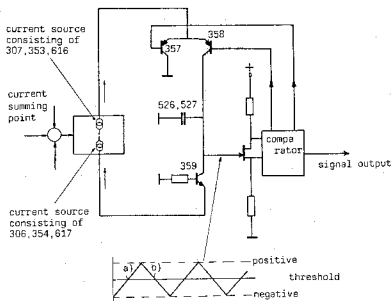 current source
consisting of
307,353,616
357
358
current
summing
point
526,527
359
compa
rator
signal output
current source
consisting of
306,354,617
positive
a)
b)
threshold
negative